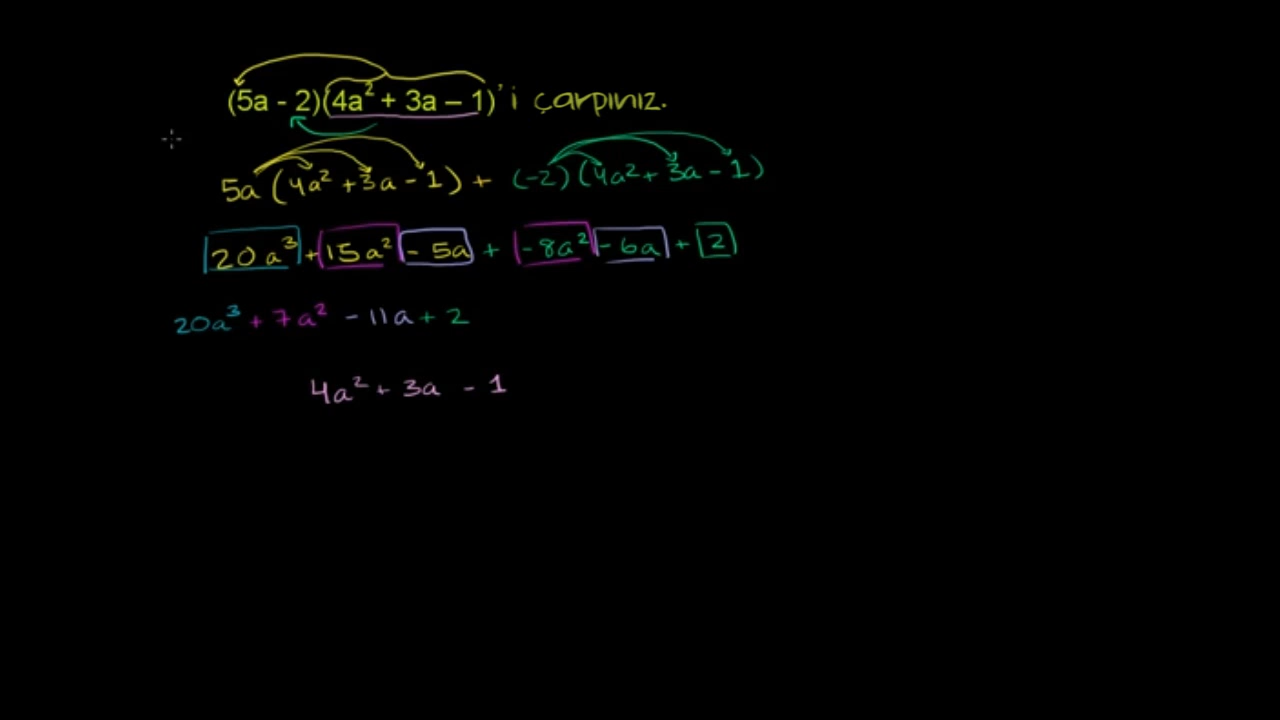 (5a - 2)(4a² + 3a – 1)'i çarpınız.
5a (4a² + 3a - 1) + (-2)(4a² + 3a - 1)
20a³ + 15a² - 5a + -8a² - 6a + 2
20a³ + 7a² - 11a + 2
4a² + 3a - 1